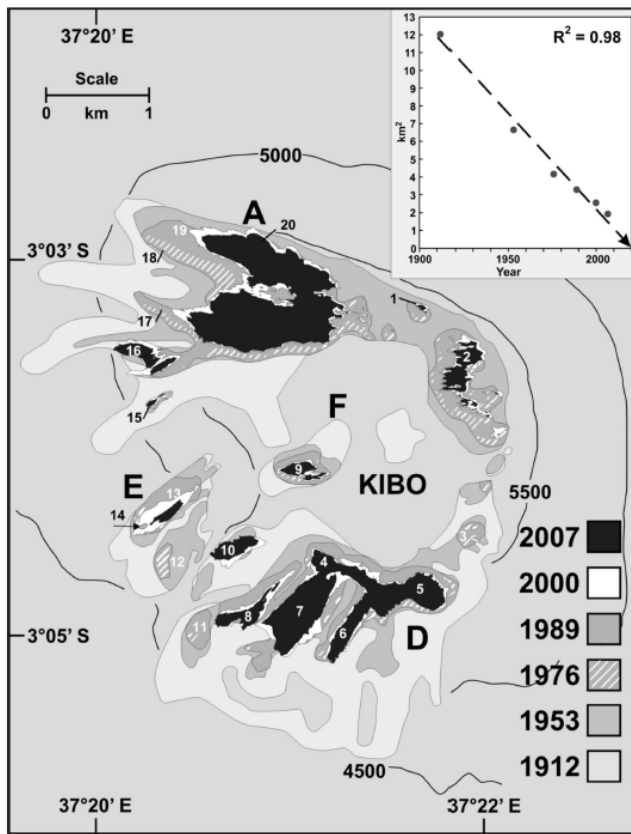 37°20' E
Scale
0 km 1
R² = 0.98
13
12
11
10
9
8
7
6
5
4
3
2
1
0
km²
1900 1950 2000
Year
5000
A
20
19
3°03' S
18
1
17
16
2
15
F
E
9
KIBO
13
14
5500
3
10
12
4
5
2007
8
7
2000
11
6
3°05' S
D
1989
1976
1953
1912
4500
37°20' E
37°22' E